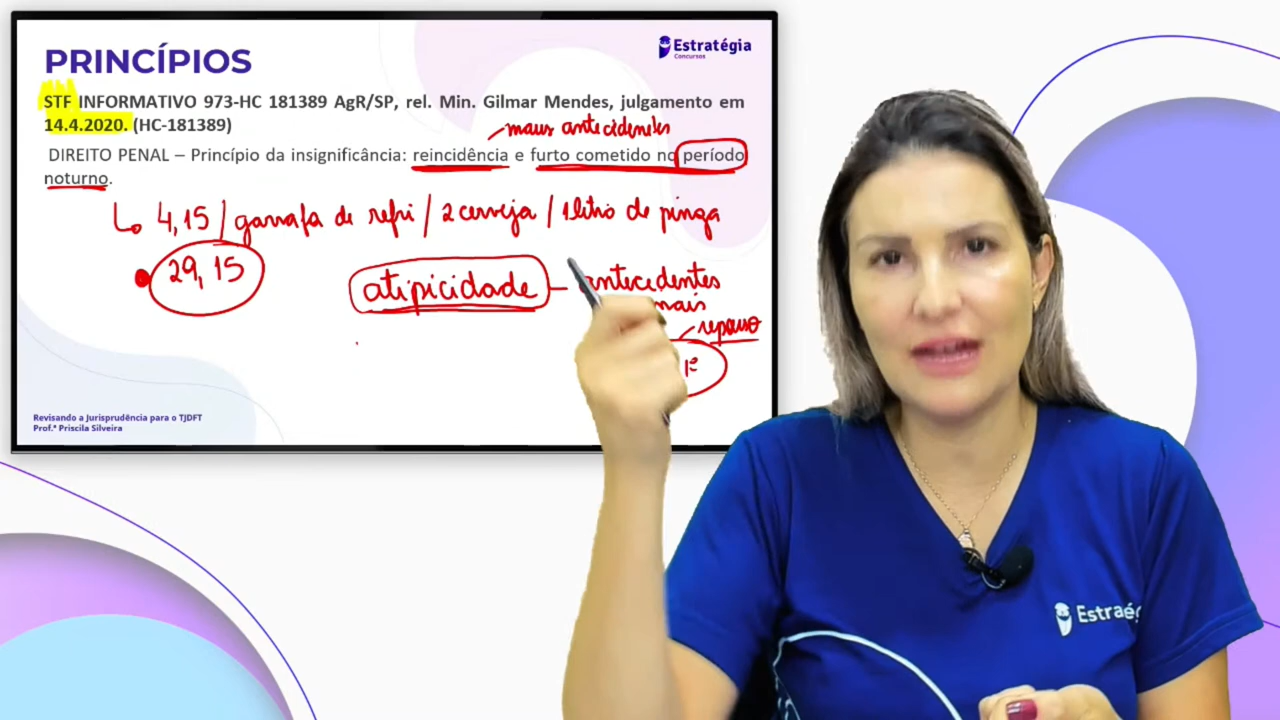 PRINCÍPIOS
Estratégia
Concursos
STF INFORMATIVO 973-HC 181389 AgR/SP, rel. Min. Gilmar Mendes, julgamento em
14.4.2020. (HC-181389)
maus antecedentes
DIREITO PENAL – Princípio da insignificância: reincidência e furto cometido no período
noturno.
4,15 / garrafa de refri / 2 cerveja / 1 litro de pinga
29,15
atipicidade – antecedentes
mais
repouso
1º
Revisando a Jurisprudência para o TJDFT
Prof.ª Priscila Silveira
Estraég